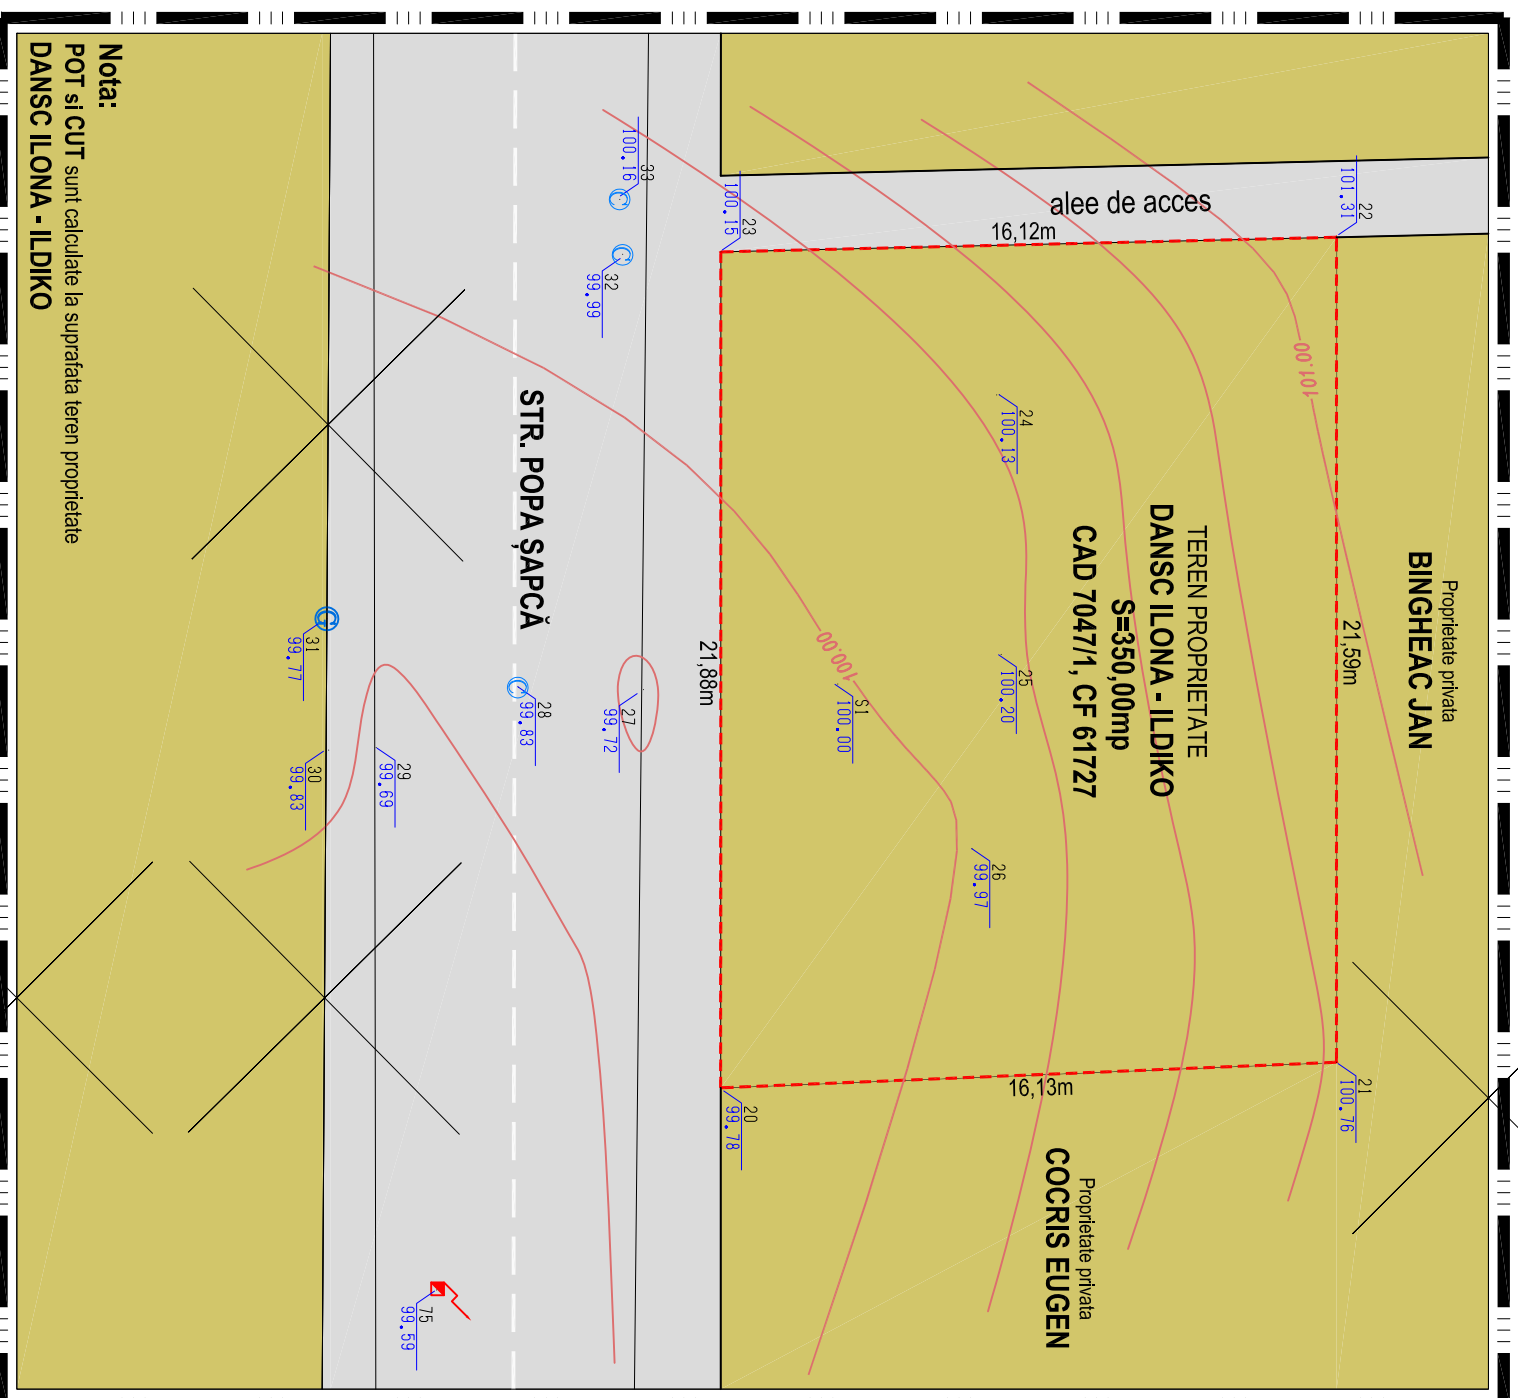 Nota:
POT si CUT sunt calculate la suprafata teren proprietate
DANSC ILONA - ILDIKO
alee de acces
16,12m
22
101.31
23
100.15
33
100.16
32
99.99
101.00
24
100.13
STR. POPA ȘAPCĂ
TEREN PROPRIETATE
DANSC ILONA - ILDIKO
S=350,00mp
CAD 7047/1, CF 61727
Proprietate privata
BINGHEAC JAN
21,59m
21,88m
100.00
S1
100.00
25
100.20
26
99.97
27
99.72
28
99.83
29
99.69
30
99.83
31
99.77
16,13m
20
99.78
21
100.76
Proprietate privata
COCRIS EUGEN
75
99.59